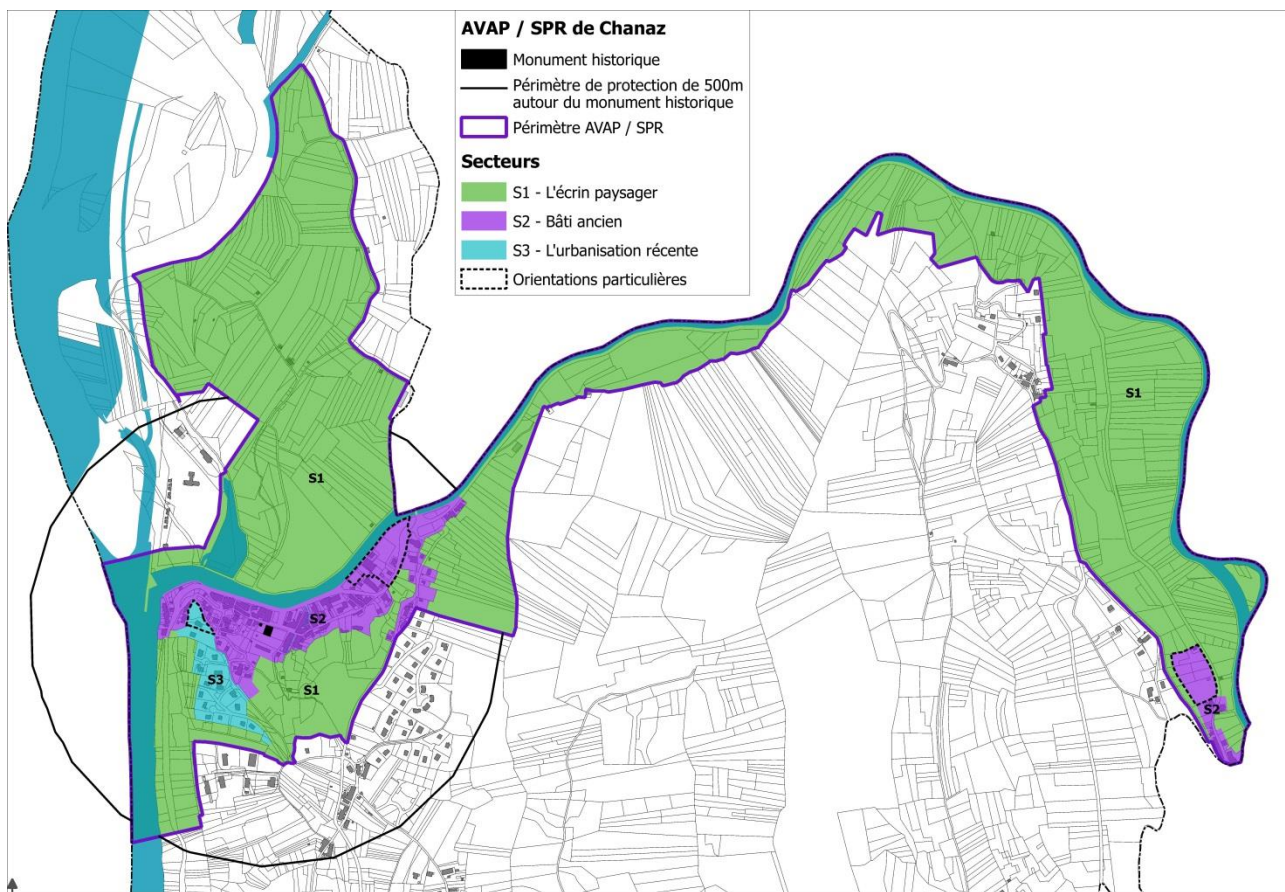 AVAP / SPR de Chanaz
Monument historique
Périmètre de protection de 500m
autour du monument historique
Périmètre AVAP / SPR
Secteurs
S1 - L'écrin paysager
S2 - Bâti ancien
S3 - L'urbanisation récente
Orientations particulières
S1
S1
S2
S3
S1
S2